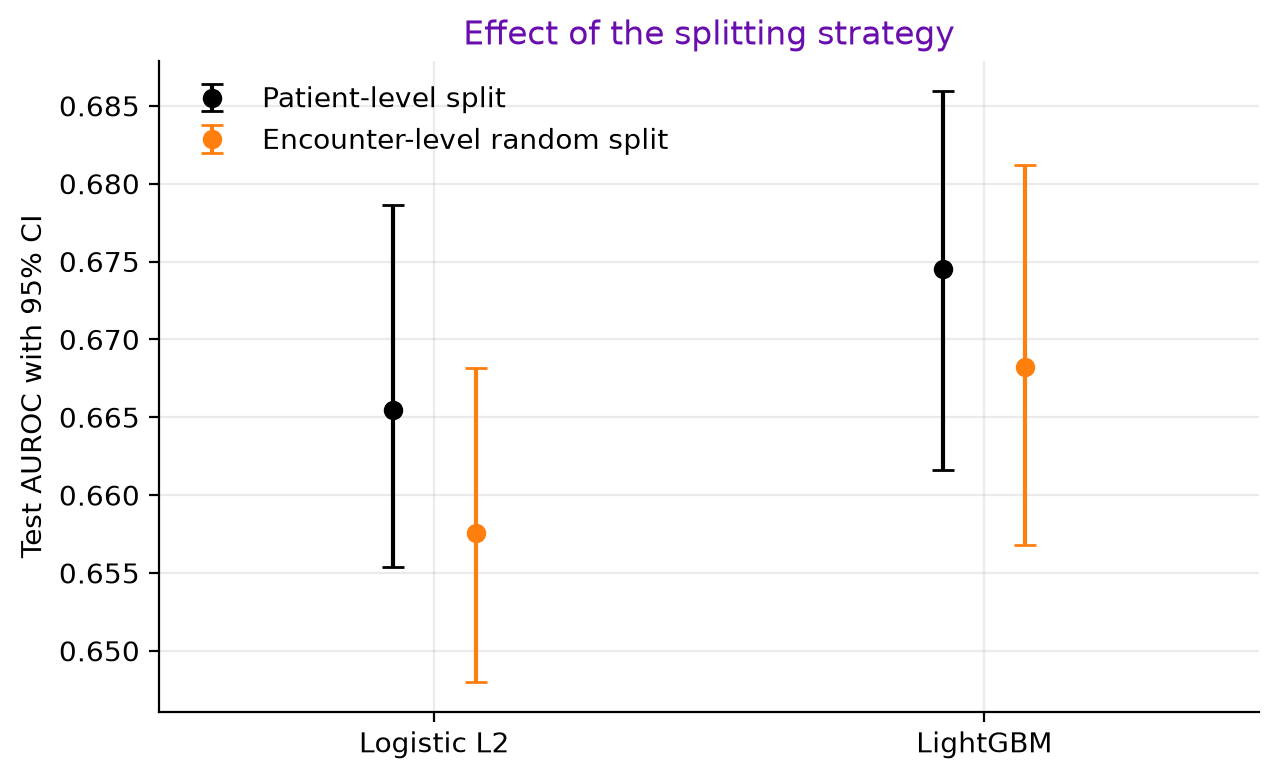 Effect of the splitting strategy
Patient-level split
Encounter-level random split
Test AUROC with 95% CI
0.685
0.680
0.675
0.670
0.665
0.660
0.655
0.650
Logistic L2
LightGBM